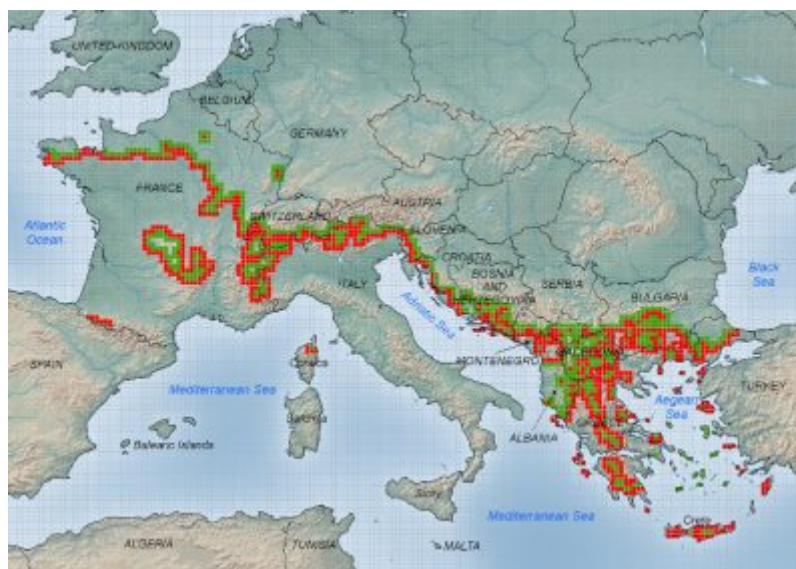 UNITED-KINGDOM
BELGIUM
GERMANY
FRANCE
SWITZERLAND
AUSTRIA
Atlantic
Ocean
SLOVENIA
CROATIA
BOSNIA
AND
HERZEGOVINA
SERBIA
ITALY
BULGARIA
Black
Sea
Adriatic Sea
MONTENEGRO
MACEDONIA
SPAIN
Corsica
Mediterranean Sea
TURKEY
Aegean
Sea
ALBANIA
Sardinia
Balearic Islands
Sicily
Mediterranean Sea
Crete
ALGERIA
TUNISIA
MALTA